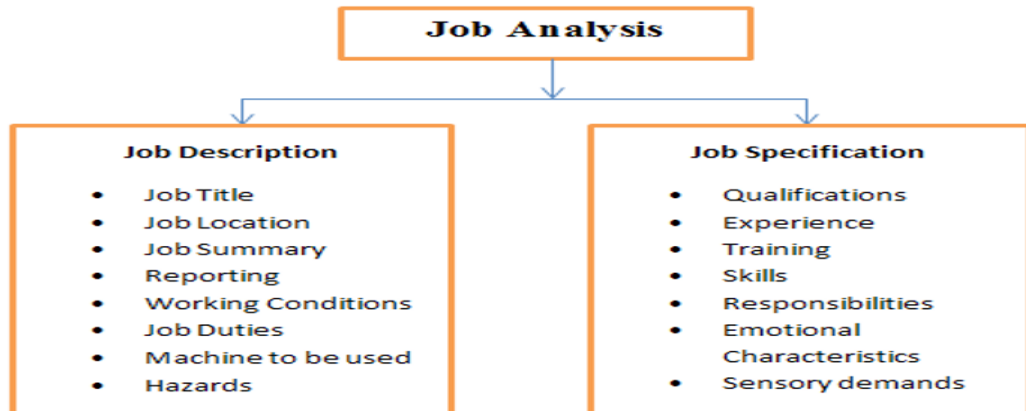 Job Analysis
Job Description
• Job Title
• Job Location
• Job Summary
• Reporting
• Working Conditions
• Job Duties
• Machine to be used
• Hazards
Job Specification
• Qualifications
• Experience
• Training
• Skills
• Responsibilities
• Emotional
Characteristics
• Sensory demands